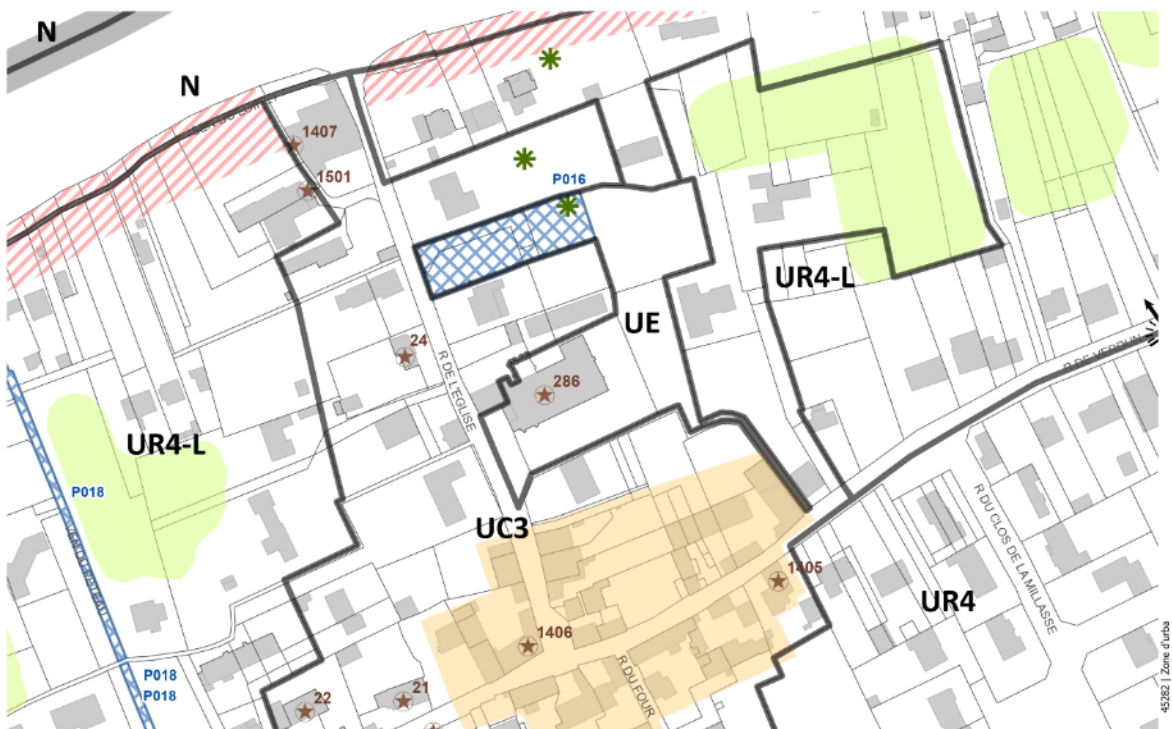 N
N
1407
1501
P016
UR4-L
24
UE
R DE L'EGLISE
286
R DE VERDUN
UR4-L
P018
UC3
R DU CLOS DE LA MILLASSE
1405
UR4
1406
R DU FOUR
P018
P018
22
21
45282 | Zone d'urba